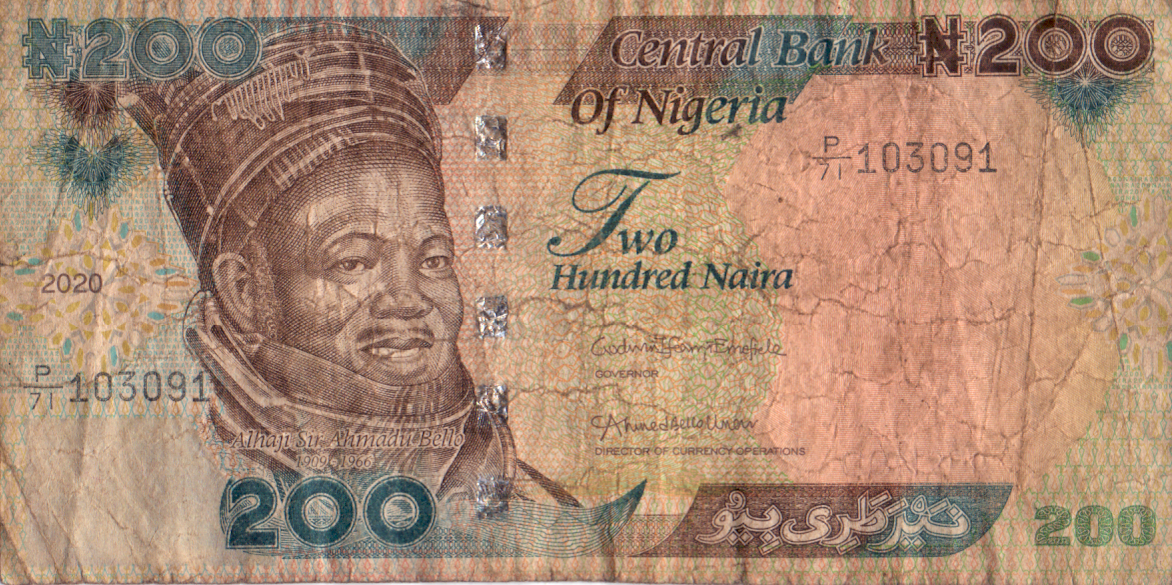 ₦200
Central Bank
Of Nigeria
₦200
P/71 103091
Two
Hundred Naira
2020
GOVERNOR
P/71 103091
DIRECTOR OF CURRENCY OPERATIONS
Alhaji Sir Ahmadu Bello
1909-1966
200
نَيْرَ طَرِی بِيُو
200